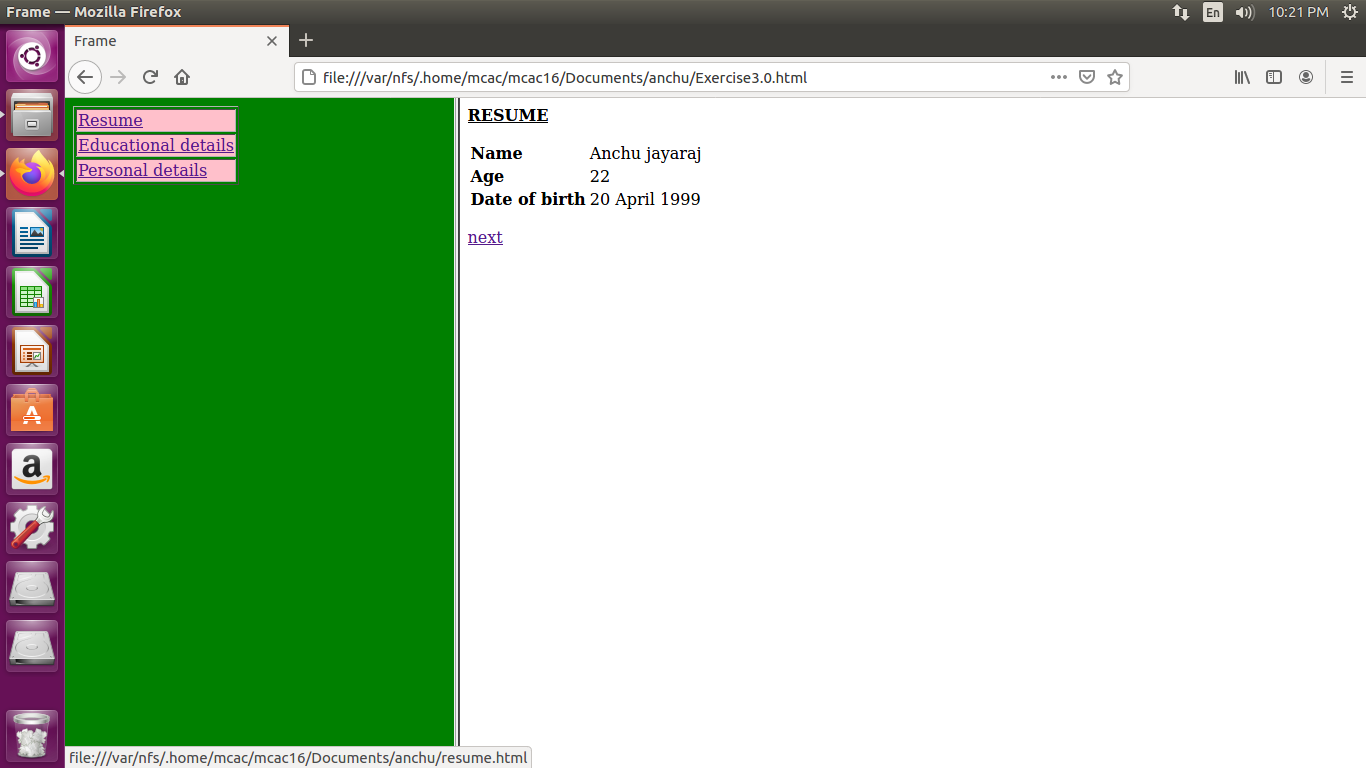 Frame — Mozilla Firefox
En
10:21 PM
Frame
file:///var/nfs/.home/mcac/mcac16/Documents/anchu/Exercise3.0.html
Resume
Educational details
Personal details
RESUME
Name Anchu jayaraj
Age 22
Date of birth 20 April 1999
next
file:///var/nfs/.home/mcac/mcac16/Documents/anchu/resume.html